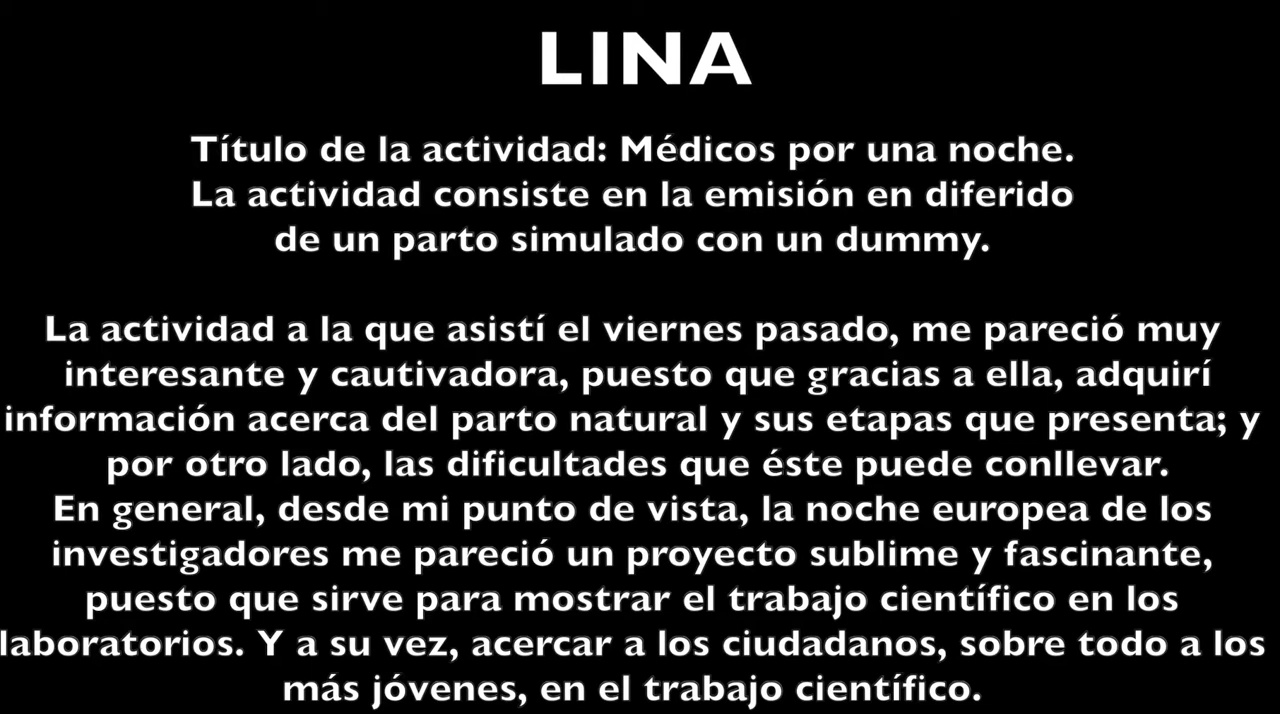 LINA
Título de la actividad: Médicos por una noche.
La actividad consiste en la emisión en diferido
de un parto simulado con un dummy.
La actividad a la que asistí el viernes pasado, me pareció muy
interesante y cautivadora, puesto que gracias a ella, adquirí
información acerca del parto natural y sus etapas que presenta; y
por otro lado, las dificultades que éste puede conllevar.
En general, desde mi punto de vista, la noche europea de los
investigadores me pareció un proyecto sublime y fascinante,
puesto que sirve para mostrar el trabajo científico en los
laboratorios. Y a su vez, acercar a los ciudadanos, sobre todo a los
más jóvenes, en el trabajo científico.